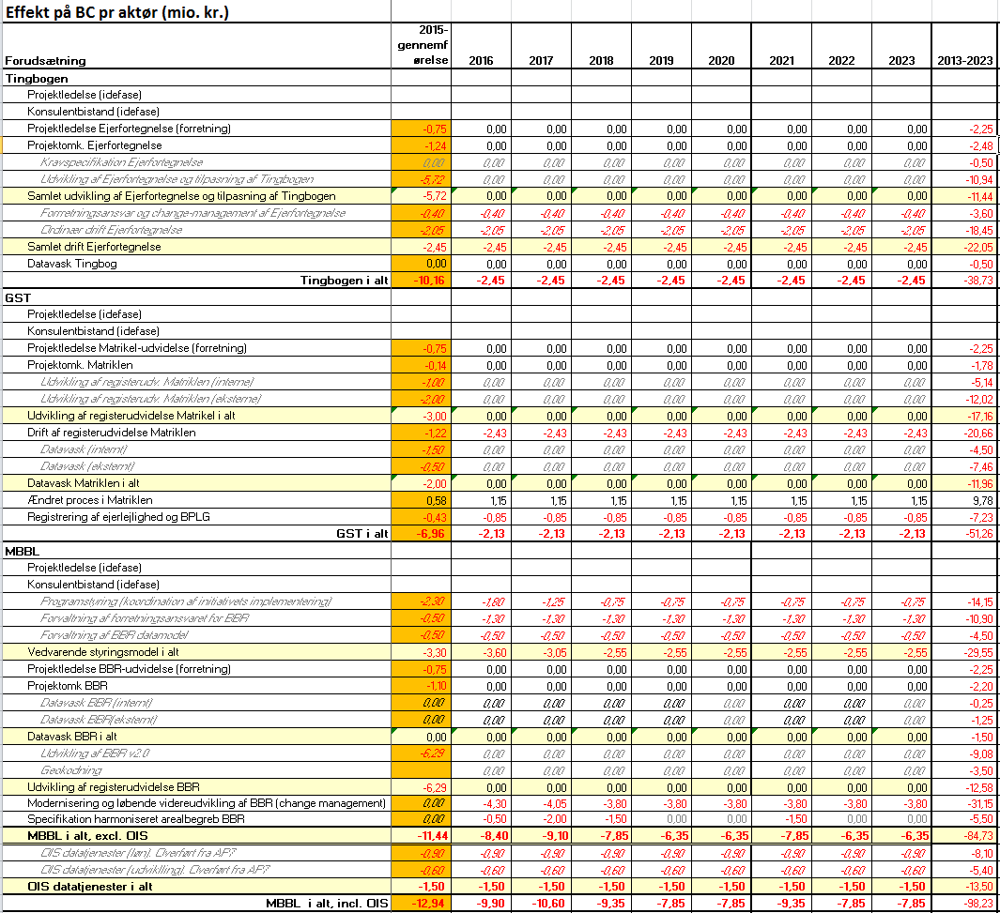 Effekt på BC pr aktør (mio. kr.)
Forudsætning 2015-gennemførelse 2016 2017 2018 2019 2020 2021 2022 2023 2013-2023
Tingbogen
Projektledelse (idefase)
Konsulentbistand (idefase)
Projektledelse Ejerfortegnelse (forretning) -0,75 0,00 0,00 0,00 0,00 0,00 0,00 0,00 0,00 -2,25
Projektomk. Ejerfortegnelse -1,24 0,00 0,00 0,00 0,00 0,00 0,00 0,00 0,00 -2,48
Kravspecifikation Ejerfortegnelse 0,00 0,00 0,00 0,00 0,00 0,00 0,00 0,00 0,00 -0,50
Udvikling af Ejerfortegnelse og tilpasning af Tingbogen -5,72 0,00 0,00 0,00 0,00 0,00 0,00 0,00 0,00 -10,94
Samlet udvikling af Ejerfortegnelse og tilpasning af Tingbogen -5,72 0,00 0,00 0,00 0,00 0,00 0,00 0,00 0,00 -11,44
Forrretningsansvar og change-management af Ejerfortegnelse -0,40 -0,40 -0,40 -0,40 -0,40 -0,40 -0,40 -0,40 -0,40 -3,60
Ordinær drift Ejerfortegnelse -2,05 -2,05 -2,05 -2,05 -2,05 -2,05 -2,05 -2,05 -2,05 -18,45
Samlet drift Ejerfortegnelse -2,45 -2,45 -2,45 -2,45 -2,45 -2,45 -2,45 -2,45 -2,45 -22,05
Datavask Tingbog 0,00 0,00 0,00 0,00 0,00 0,00 0,00 0,00 0,00 -0,50
Tingbogen i alt -10,16 -2,45 -2,45 -2,45 -2,45 -2,45 -2,45 -2,45 -2,45 -38,73
GST
Projektledelse (idefase)
Konsulentbistand (idefase)
Projektledelse Matrikel-udvidelse (forretning) -0,75 0,00 0,00 0,00 0,00 0,00 0,00 0,00 0,00 -2,25
Projektomk. Matriklen -0,14 0,00 0,00 0,00 0,00 0,00 0,00 0,00 0,00 -1,78
Udvikling af registerudv. Matriklen (interne) -1,00 0,00 0,00 0,00 0,00 0,00 0,00 0,00 0,00 -5,14
Udvikling af registerudv. Matriklen (eksterne) -2,00 0,00 0,00 0,00 0,00 0,00 0,00 0,00 0,00 -12,02
Udvikling af registerudvidelse Matrikel i alt -3,00 0,00 0,00 0,00 0,00 0,00 0,00 0,00 0,00 -17,16
Drift af registerudvidelse Matriklen -1,22 -2,43 -2,43 -2,43 -2,43 -2,43 -2,43 -2,43 -2,43 -20,66
Datavask (internt) -1,50 0,00 0,00 0,00 0,00 0,00 0,00 0,00 0,00 -4,50
Datavask (eksternt) -0,50 0,00 0,00 0,00 0,00 0,00 0,00 0,00 0,00 -7,46
Datavask Matriklen i alt -2,00 0,00 0,00 0,00 0,00 0,00 0,00 0,00 0,00 -11,96
Ændret proces i Matriklen 0,58 1,15 1,15 1,15 1,15 1,15 1,15 1,15 1,15 9,78
Registrering af ejerlejlighed og BPLG -0,43 -0,85 -0,85 -0,85 -0,85 -0,85 -0,85 -0,85 -0,85 -7,23
GST i alt -6,96 -2,13 -2,13 -2,13 -2,13 -2,13 -2,13 -2,13 -2,13 -51,26
MBBL
Projektledelse (idefase)
Konsulentbistand (idefase)
Programstyring (koordination af initiativets implementering) -2,30 -1,80 -1,25 -0,75 -0,75 -0,75 -0,75 -0,75 -0,75 -14,15
Forvaltning af forretningsansvaret for BBR -0,50 -1,30 -1,30 -1,30 -1,30 -1,30 -1,30 -1,30 -1,30 -10,90
Forvaltning af BBR datamodel -0,50 -0,50 -0,50 -0,50 -0,50 -0,50 -0,50 -0,50 -0,50 -4,50
Vedvarende styringsmodel i alt -3,30 -3,60 -3,05 -2,55 -2,55 -2,55 -2,55 -2,55 -2,55 -29,55
Projektledelse BBR-udvidelse (forretning) -0,75 0,00 0,00 0,00 0,00 0,00 0,00 0,00 0,00 -2,25
Projektomk BBR -1,10 0,00 0,00 0,00 0,00 0,00 0,00 0,00 0,00 -2,20
Datavask BBR (internt) 0,00 0,00 0,00 0,00 0,00 0,00 0,00 0,00 0,00 -0,25
Datavask BBR(eksternt) 0,00 0,00 0,00 0,00 0,00 0,00 0,00 0,00 0,00 -1,25
Datavask BBR i alt 0,00 0,00 0,00 0,00 0,00 0,00 0,00 0,00 0,00 -1,50
Udvikling af BBR v2.0 -6,29 0,00 0,00 0,00 0,00 0,00 0,00 0,00 0,00 -9,08
Geokodning 0,00 0,00 0,00 0,00 0,00 0,00 0,00 0,00 -3,50
Udvikling af registerudvidelse BBR -6,29 0,00 0,00 0,00 0,00 0,00 0,00 0,00 0,00 -12,58
Modernisering og løbende videreudvikling af BBR (change management) 0,00 -4,30 -4,05 -3,80 -3,80 -3,80 -3,80 -3,80 -3,80 -31,15
Specifikation harmoniseret arealbegreb BBR 0,00 -0,50 -2,00 -1,50 0,00 0,00 -1,50 0,00 0,00 -5,50
MBBL i alt, excl. OIS -11,44 -8,40 -9,10 -7,85 -6,35 -6,35 -7,85 -6,35 -6,35 -84,73
OIS datatjenester (løn). Overført fra AP7 -0,90 -0,90 -0,90 -0,90 -0,90 -0,90 -0,90 -0,90 -0,90 -8,10
OIS datatjenester (udviklling). Overført fra AP7 -0,60 -0,60 -0,60 -0,60 -0,60 -0,60 -0,60 -0,60 -0,60 -5,40
OIS datatjenester i alt -1,50 -1,50 -1,50 -1,50 -1,50 -1,50 -1,50 -1,50 -1,50 -13,50
MBBL i alt, incl. OIS -12,94 -9,90 -10,60 -9,35 -7,85 -7,85 -9,35 -7,85 -7,85 -98,23